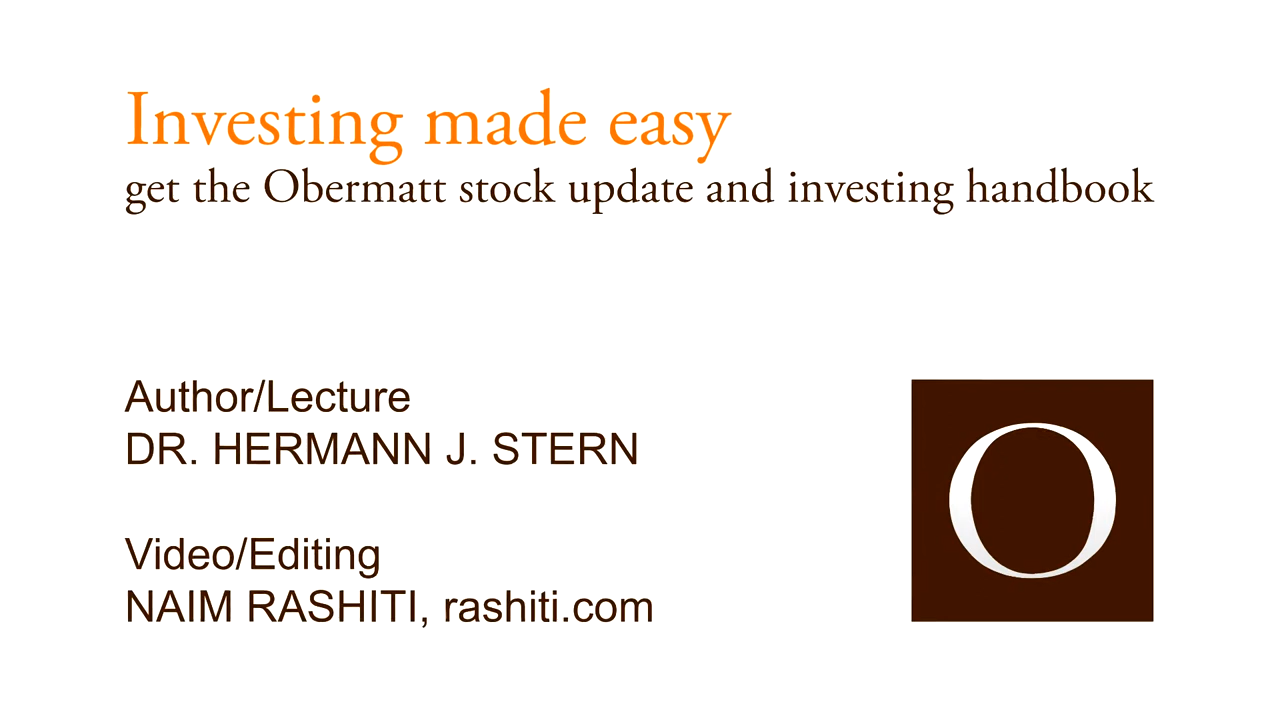 Investing made easy
get the Obermatt stock update and investing handbook
Author/Lecture
DR. HERMANN J. STERN
Video/Editing
NAIM RASHITI, rashiti.com
O